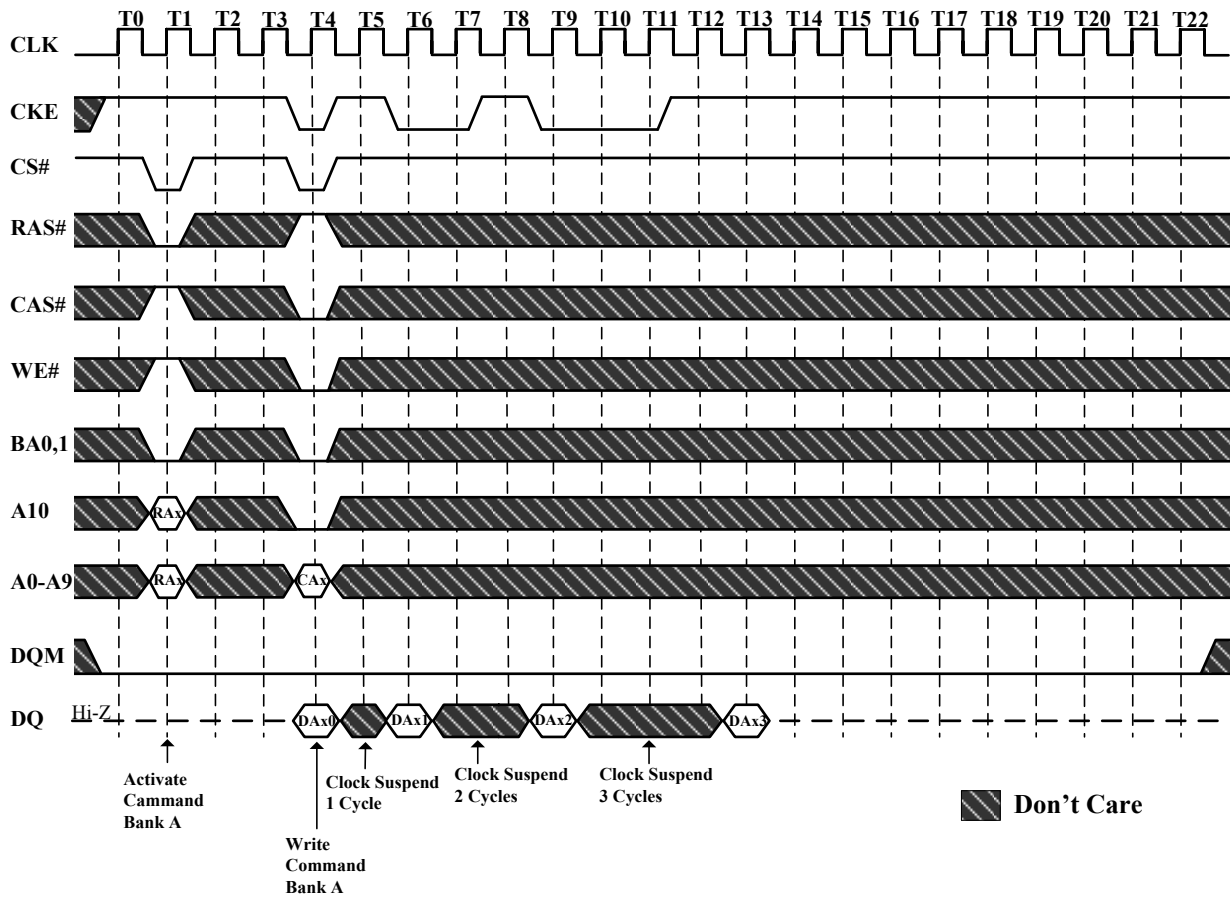 T0 T1 T2 T3 T4 T5 T6 T7 T8 T9 T10 T11 T12 T13 T14 T15 T16 T17 T18 T19 T20 T21 T22
CLK
CKE
CS#
RAS#
CAS#
WE#
BA0,1
A10 RAx
A0-A9 RAx CAx
DQM
DQ Hi-Z DAx0 DAx1 DAx2 DAx3
Activate
Cammand
Bank A
Write
Command
Bank A
Clock Suspend
1 Cycle
Clock Suspend
2 Cycles
Clock Suspend
3 Cycles
Don't Care